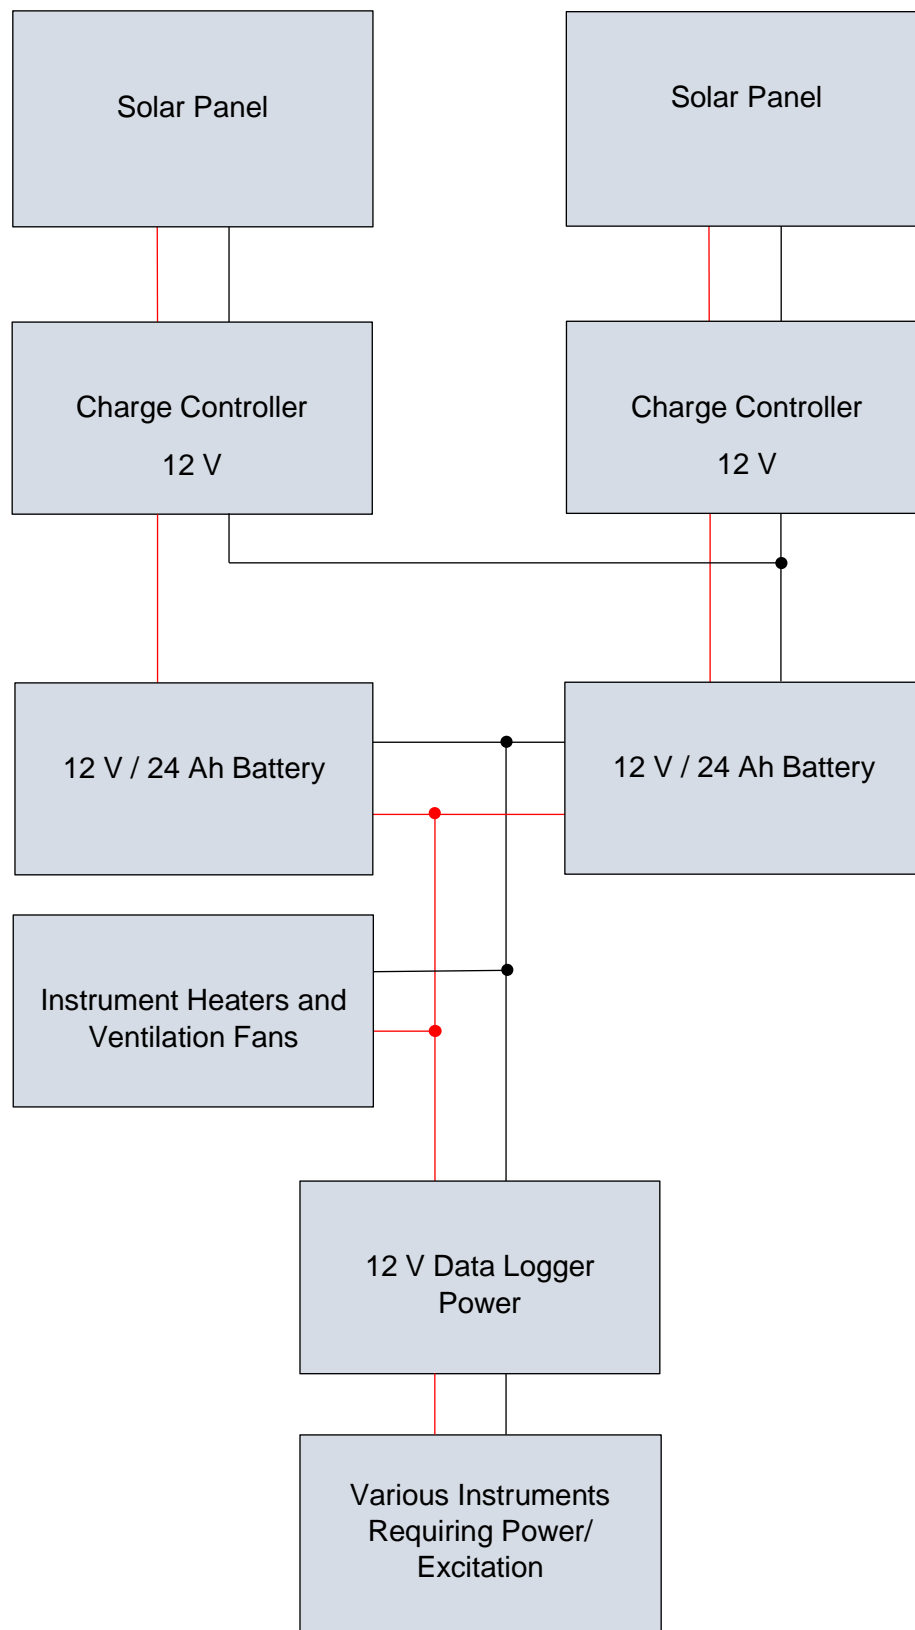 Solar Panel
Solar Panel
Charge Controller
12 V
Charge Controller
12 V
12 V / 24 Ah Battery
12 V / 24 Ah Battery
Instrument Heaters and
Ventilation Fans
12 V Data Logger
Power
Various Instruments
Requiring Power/
Excitation